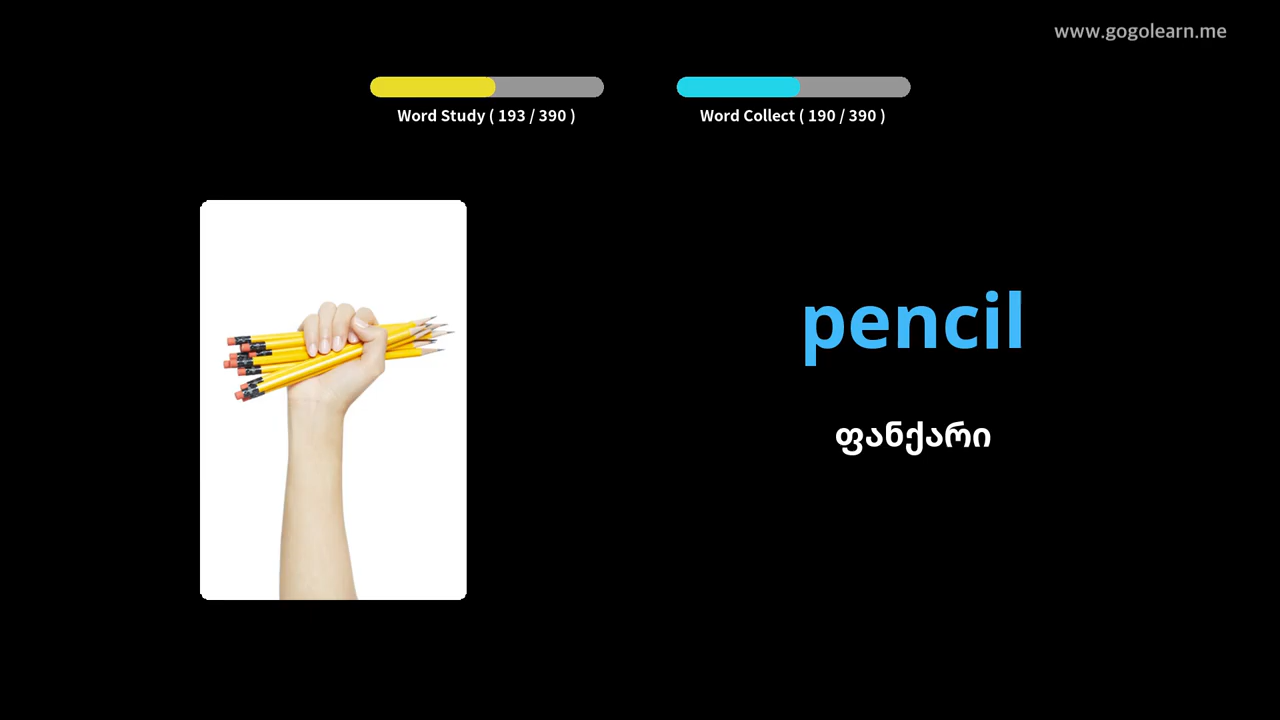 www.gogolearn.me
Word Study ( 193 / 390 )
Word Collect ( 190 / 390 )
pencil
ფანქარი